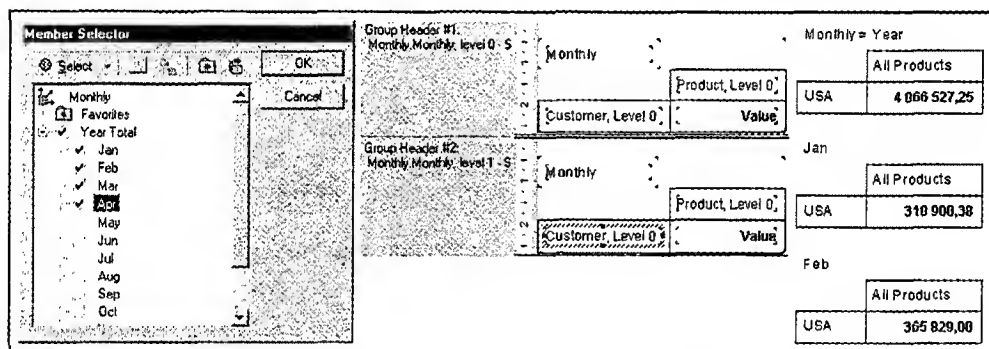 Member Selector
Select
OK
Cancel
Monthly
Favorites
Year Total
Jan
Feb
Mar
Apr
May
Jun
Jul
Aug
Sep
Oct
Group Header #1:
Monthly.Monthly, level 0 - S
Monthly
Product, Level 0
Customer, Level 0
Value
Group Header #2:
Monthly.Monthly, level 1 - S
Monthly
Product, Level 0
Customer, Level 0
Value
Monthly = Year
All Products
USA 4 066 527,25
Jan
All Products
USA 310 900,38
Feb
All Products
USA 365 829,00